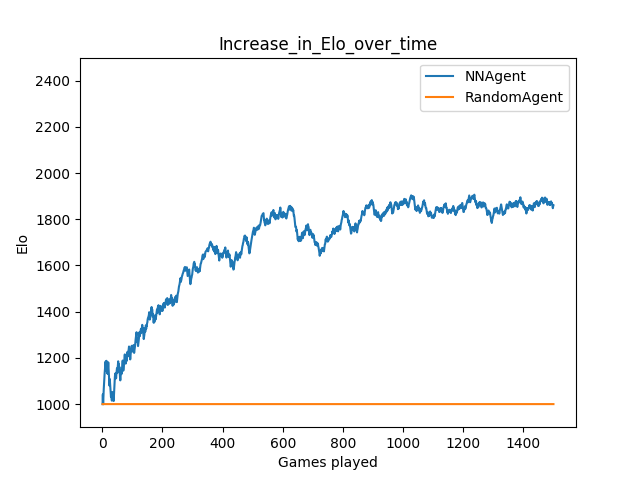 Increase_in_Elo_over_time
NNAgent
RandomAgent
2400
2200
2000
1800
1600
1400
1200
1000
Elo
0 200 400 600 800 1000 1200 1400
Games played